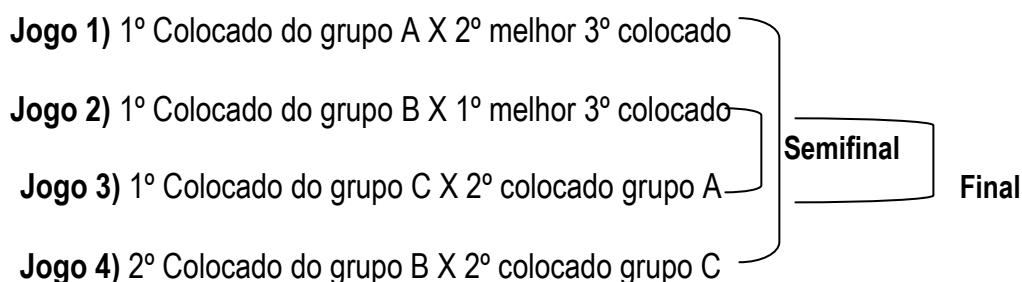 Jogo 1) 1º Colocado do grupo A X 2º melhor 3º colocado
Jogo 2) 1º Colocado do grupo B X 1º melhor 3º colocado
Semifinal
Jogo 3) 1º Colocado do grupo C X 2º colocado grupo A
Final
Jogo 4) 2º Colocado do grupo B X 2º colocado grupo C